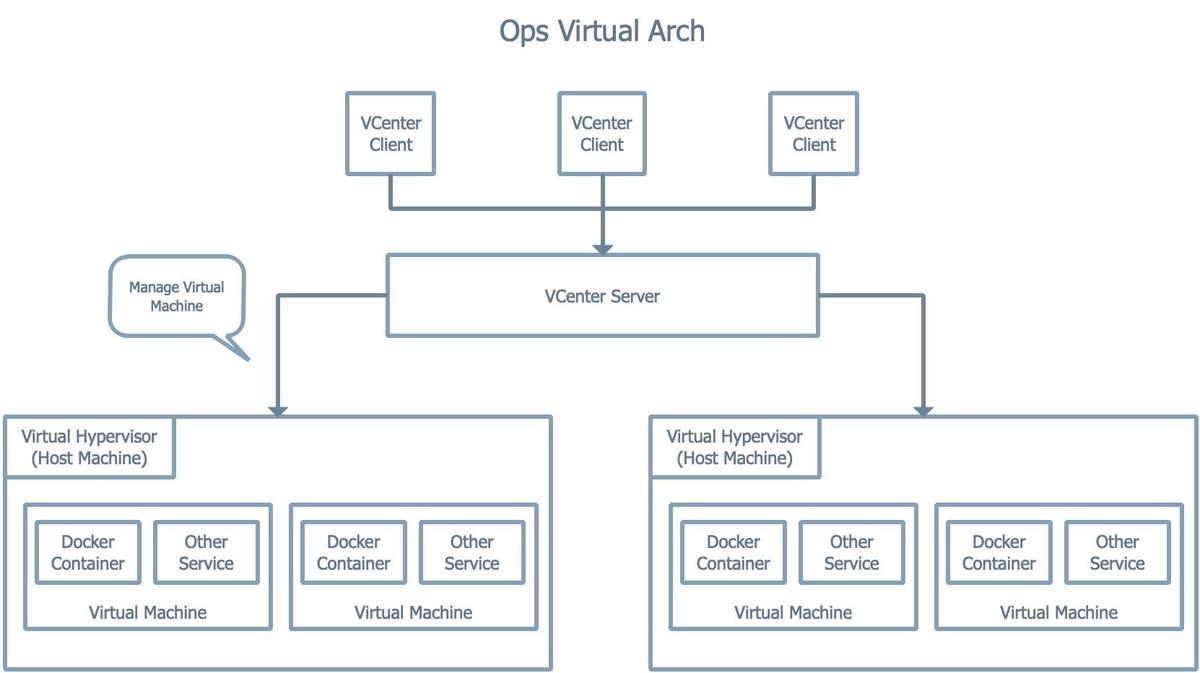 Ops Virtual Arch
VCenter
Client
VCenter
Client
VCenter
Client
Manage Virtual
Machine
VCenter Server
Virtual Hypervisor
(Host Machine)
Docker
Container
Other
Service
Virtual Machine
Docker
Container
Other
Service
Virtual Machine
Virtual Hypervisor
(Host Machine)
Docker
Container
Other
Service
Virtual Machine
Docker
Container
Other
Service
Virtual Machine